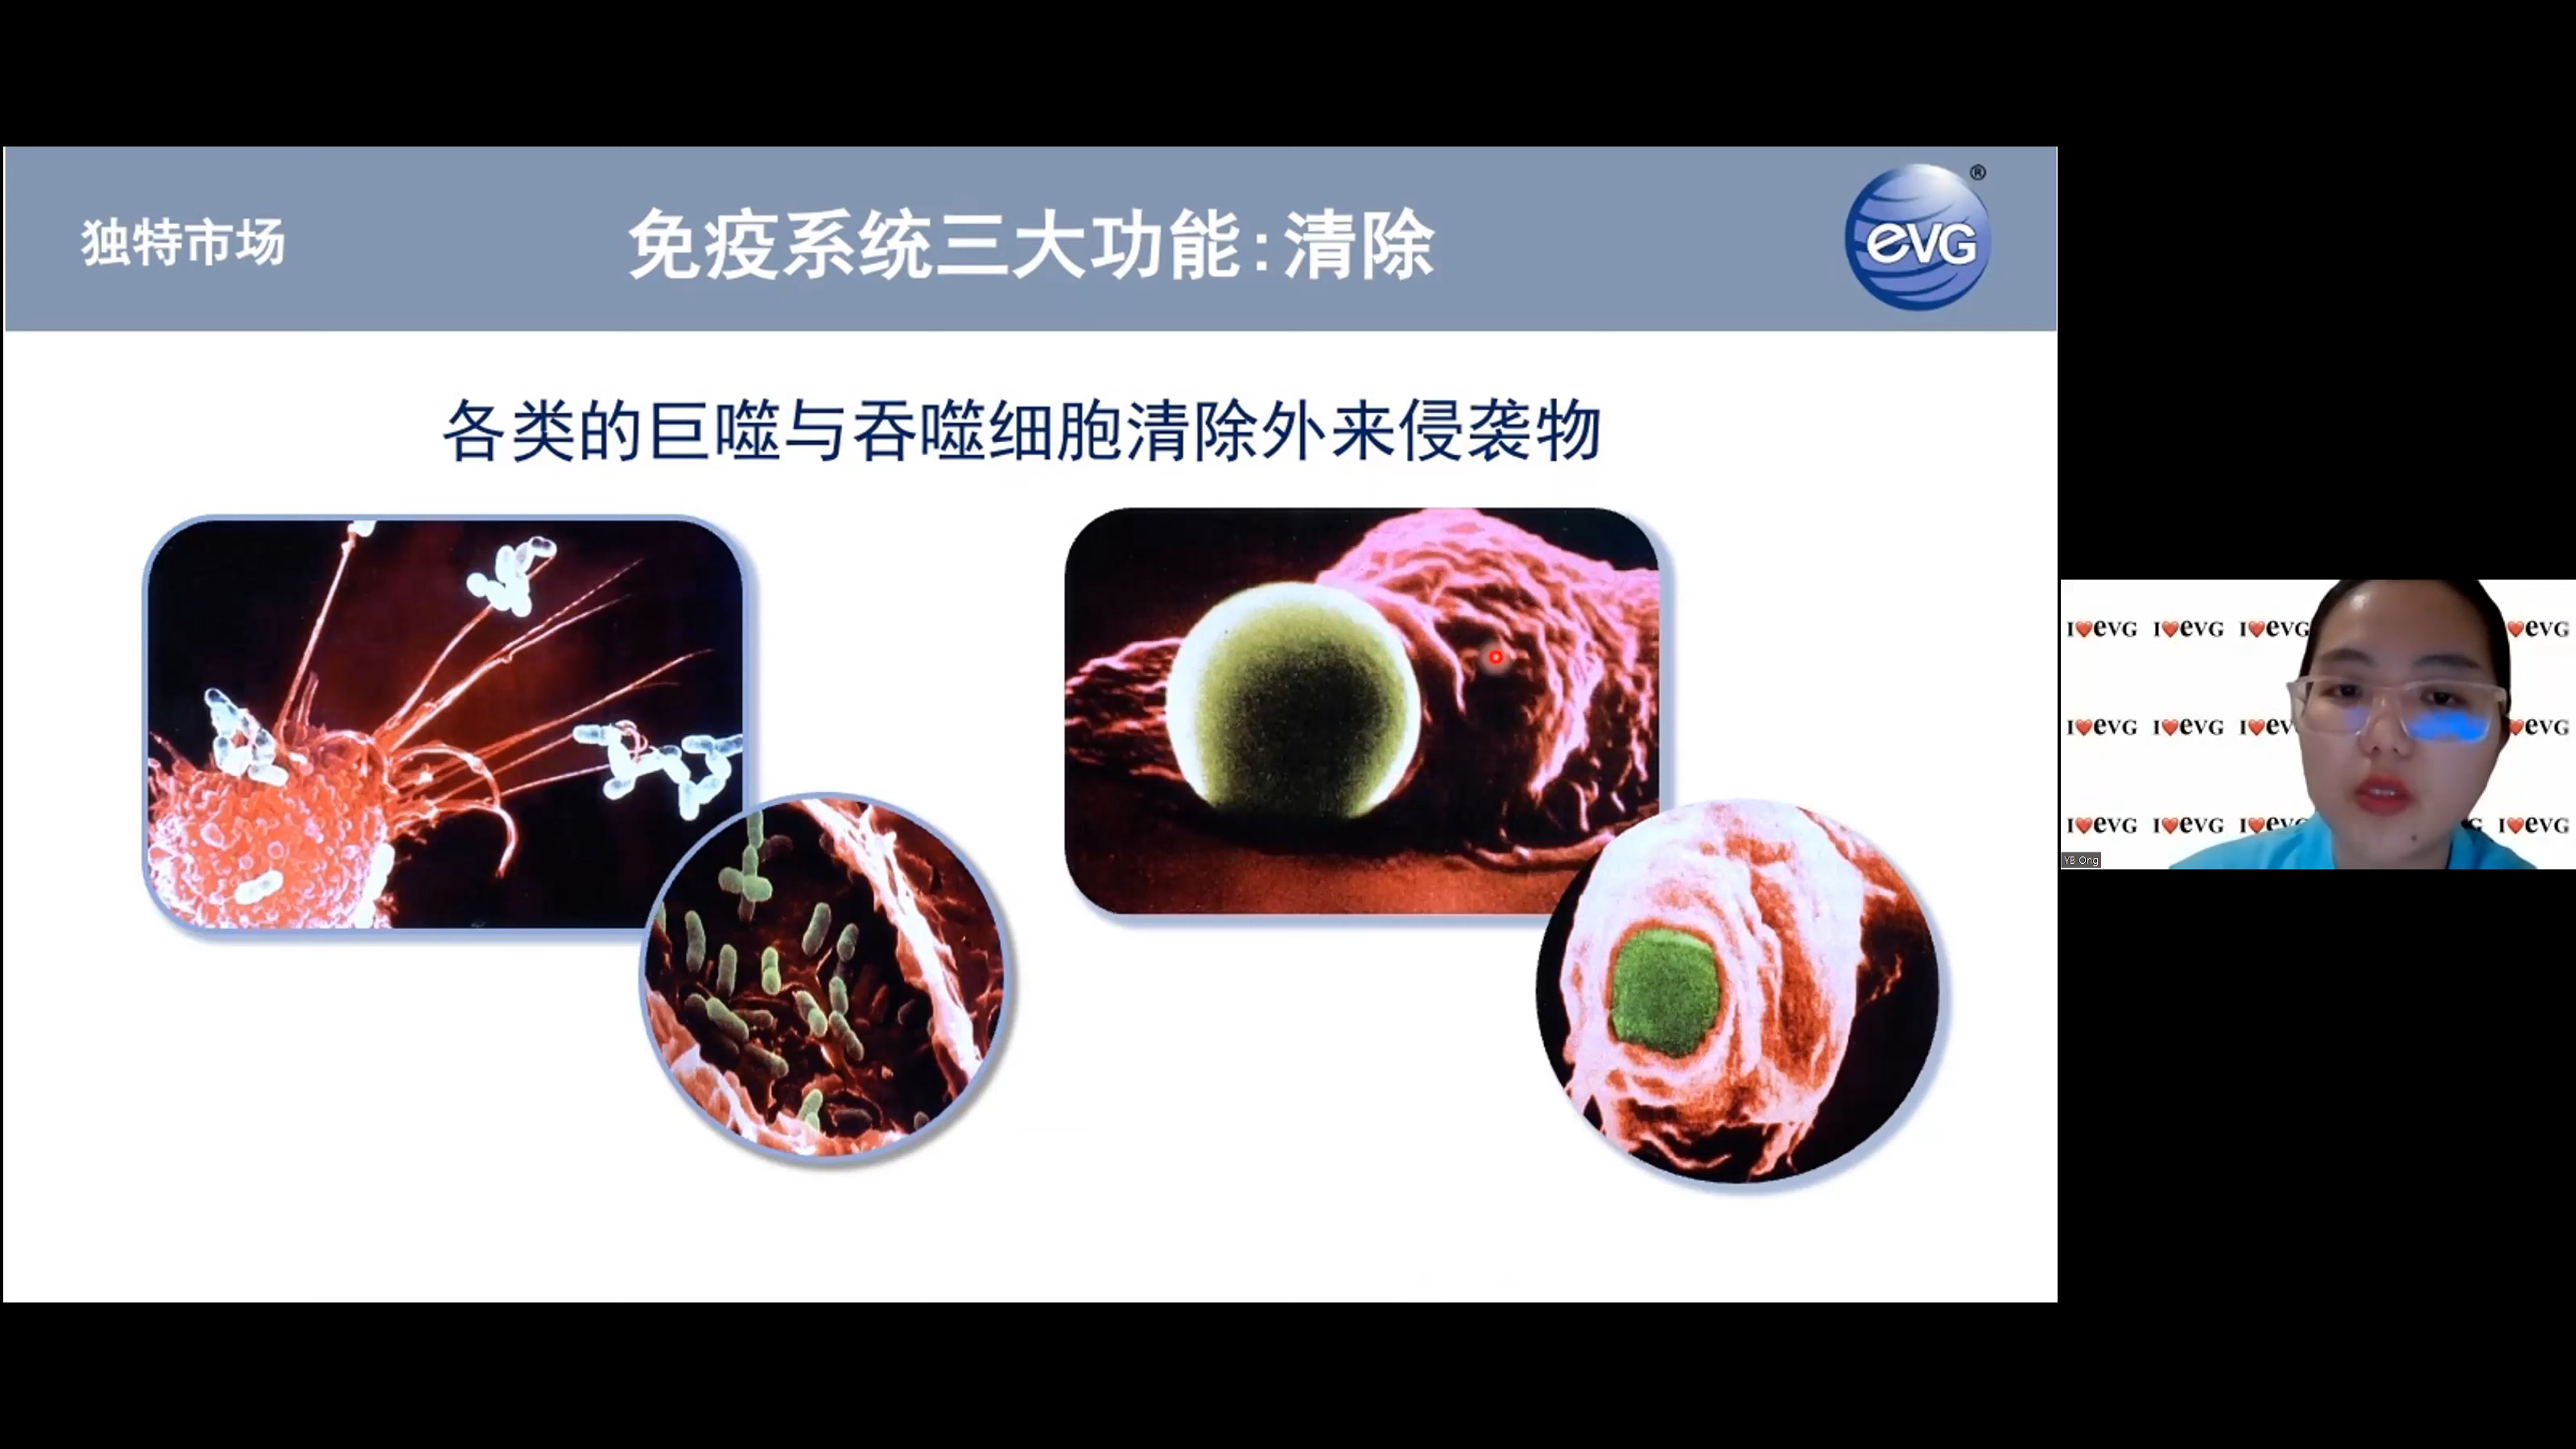 独特市场
免疫系统三大功能:清除
®
evG
各类的巨噬与吞噬细胞清除外来侵袭物
I❤evG I❤evG I❤evG ❤evG
I❤evG I❤evG I❤ev ❤evG
I❤evG I❤evG I❤evG G I❤evG
YB Ong